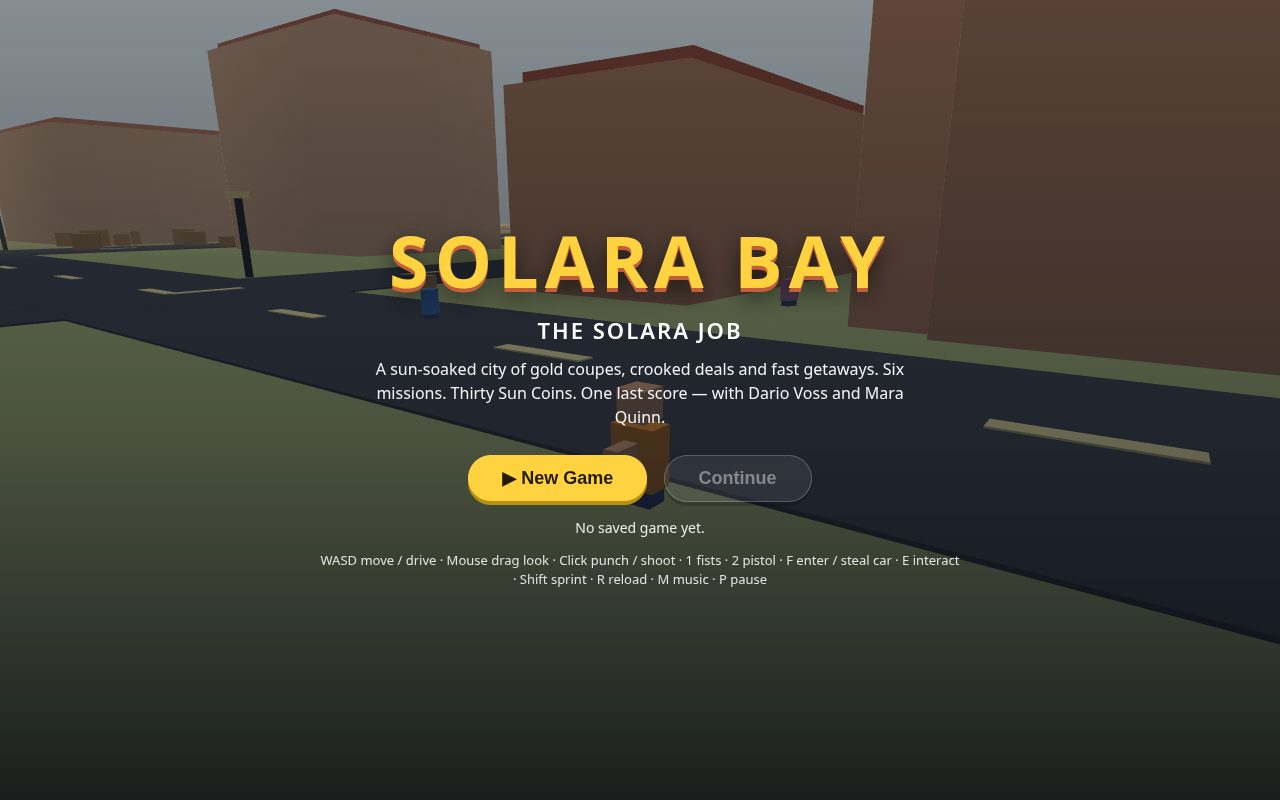 SOLARA BAY
THE SOLARA JOB
A sun-soaked city of gold coupes, crooked deals and fast getaways. Six
missions. Thirty Sun Coins. One last score — with Dario Voss and Mara
Quinn.
▶ New Game
Continue
No saved game yet.
WASD move / drive · Mouse drag look · Click punch / shoot · 1 fists · 2 pistol · F enter / steal car · E interact
· Shift sprint · R reload · M music · P pause